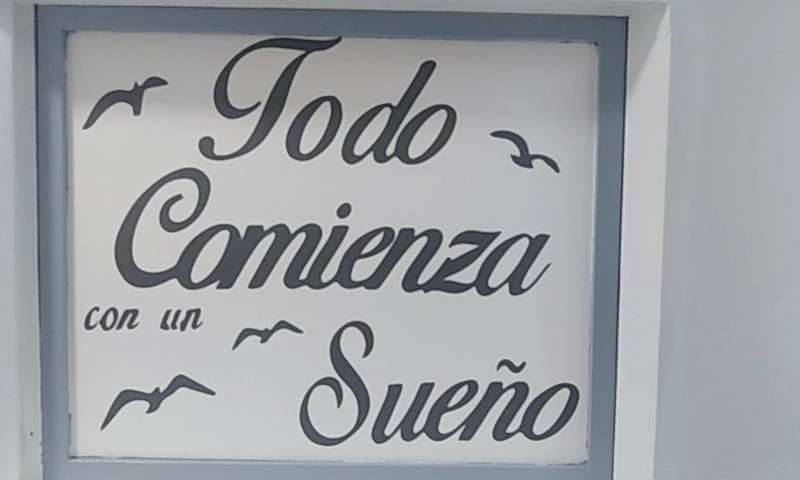 Todo
Comienza
con un
Sueño